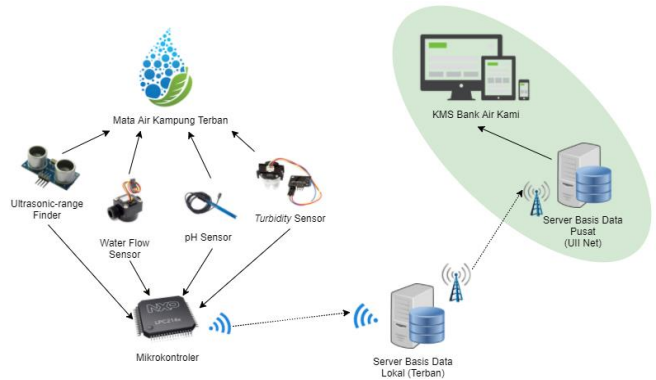 Mata Air Kampung Terban
KMS Bank Air Kami
Ultrasonic-range
Finder
Water Flow
Sensor
pH Sensor
Turbidity Sensor
Server Basis Data
Pusat
(UII Net)
NXP
Mikrokontroler
Server Basis Data
Lokal (Terban)